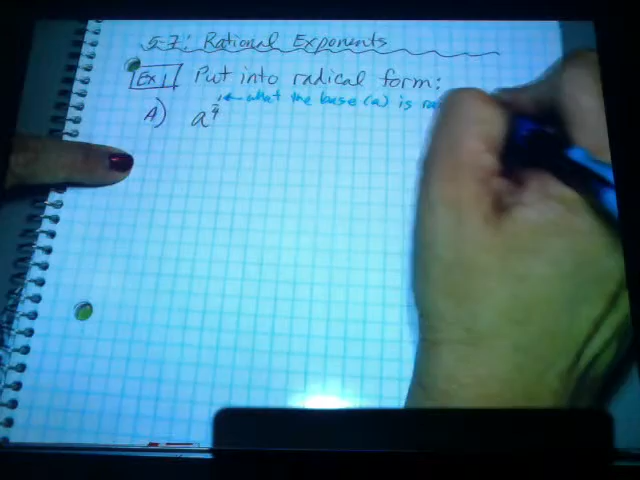 5-7: Rational Exponents
Ex 1 Put into radical form:
← what the base (a) is
A) a